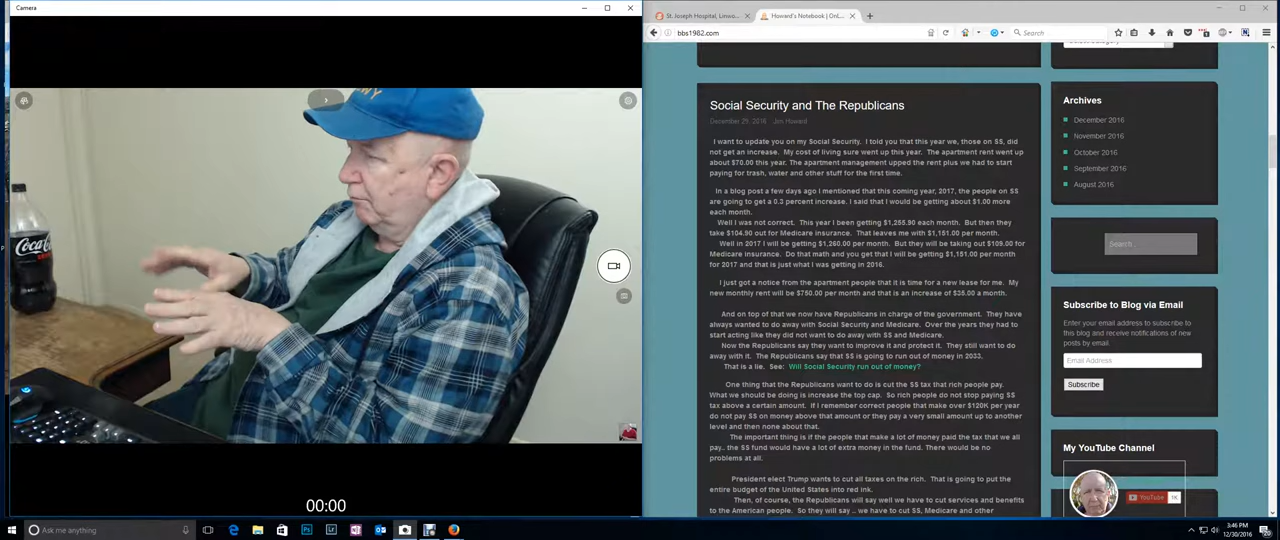 Camera
NY
Coca-Cola
00:00
St. Joseph Hospital, Linwo...
Howard's Notebook | OnL...
bbs1982.com
Search
Social Security and The Republicans
December 29, 2016 Jon Howard
I want to update you on my Social Security. I told you that this year we, those on SS, did
not get an increase. My cost of living sure went up this year. The apartment rent went up
about $70.00 this year. The apartment management upped the rent plus we had to start
paying for trash, water and other stuff for the first time.
In a blog post a few days ago I mentioned that this coming year, 2017, the people on SS
are going to get a 0.3 percent increase. I said that I would be getting about $1.00 more
each month.
Well I was not correct. This year I been getting $1,255.90 each month. But then they
take $104.90 out for Medicare insurance. That leaves me with $1,151.00 per month.
Well in 2017 I will be getting $1,260.00 per month. But they will be taking out $109.00 for
Medicare insurance. Do that math and you get that I will be getting $1,151.00 per month
for 2017 and that is just what I was getting in 2016.
I just got a notice from the apartment people that it is time for a new lease for me. My
new monthly rent will be $750.00 per month and that is an increase of $35.00 a month.
And on top of that we now have Republicans in charge of the government. They have
always wanted to do away with Social Security and Medicare. Over the years they had to
start acting like they did not want to do away with SS and Medicare.
Now the Republicans say they want to improve it and protect it. They still want to do
away with it. The Republicans say that SS is going to run out of money in 2033.
That is a lie. See: Will Social Security run out of money?
One thing that the Republicans want to do is cut the SS tax that rich people pay.
What we should be doing is increase the top cap. So rich people do not stop paying SS
tax above a certain amount. If I remember correct people that make over $120K per year
do not pay SS on money above that amount or they pay a very small amount up to another
level and then none about that.
The important thing is if the people that make a lot of money paid the tax that we all
pay.. the SS fund would have a lot of extra money in the fund. There would be no
problems at all.
President elect Trump wants to cut all taxes on the rich. That is going to put the
entire budget of the United States into red ink.
Then, of course, the Republicans will say well we have to cut services and benefits
to the American people. So they will say .. we have to cut SS, Medicare and other
Archives
December 2016
November 2016
October 2016
September 2016
August 2016
Search...
Subscribe to Blog via Email
Enter your email address to subscribe to
this blog and receive notifications of new
posts by email.
Email Address
Subscribe
My YouTube Channel
YouTube 1K
Ask me anything
3:46 PM
12/30/2016